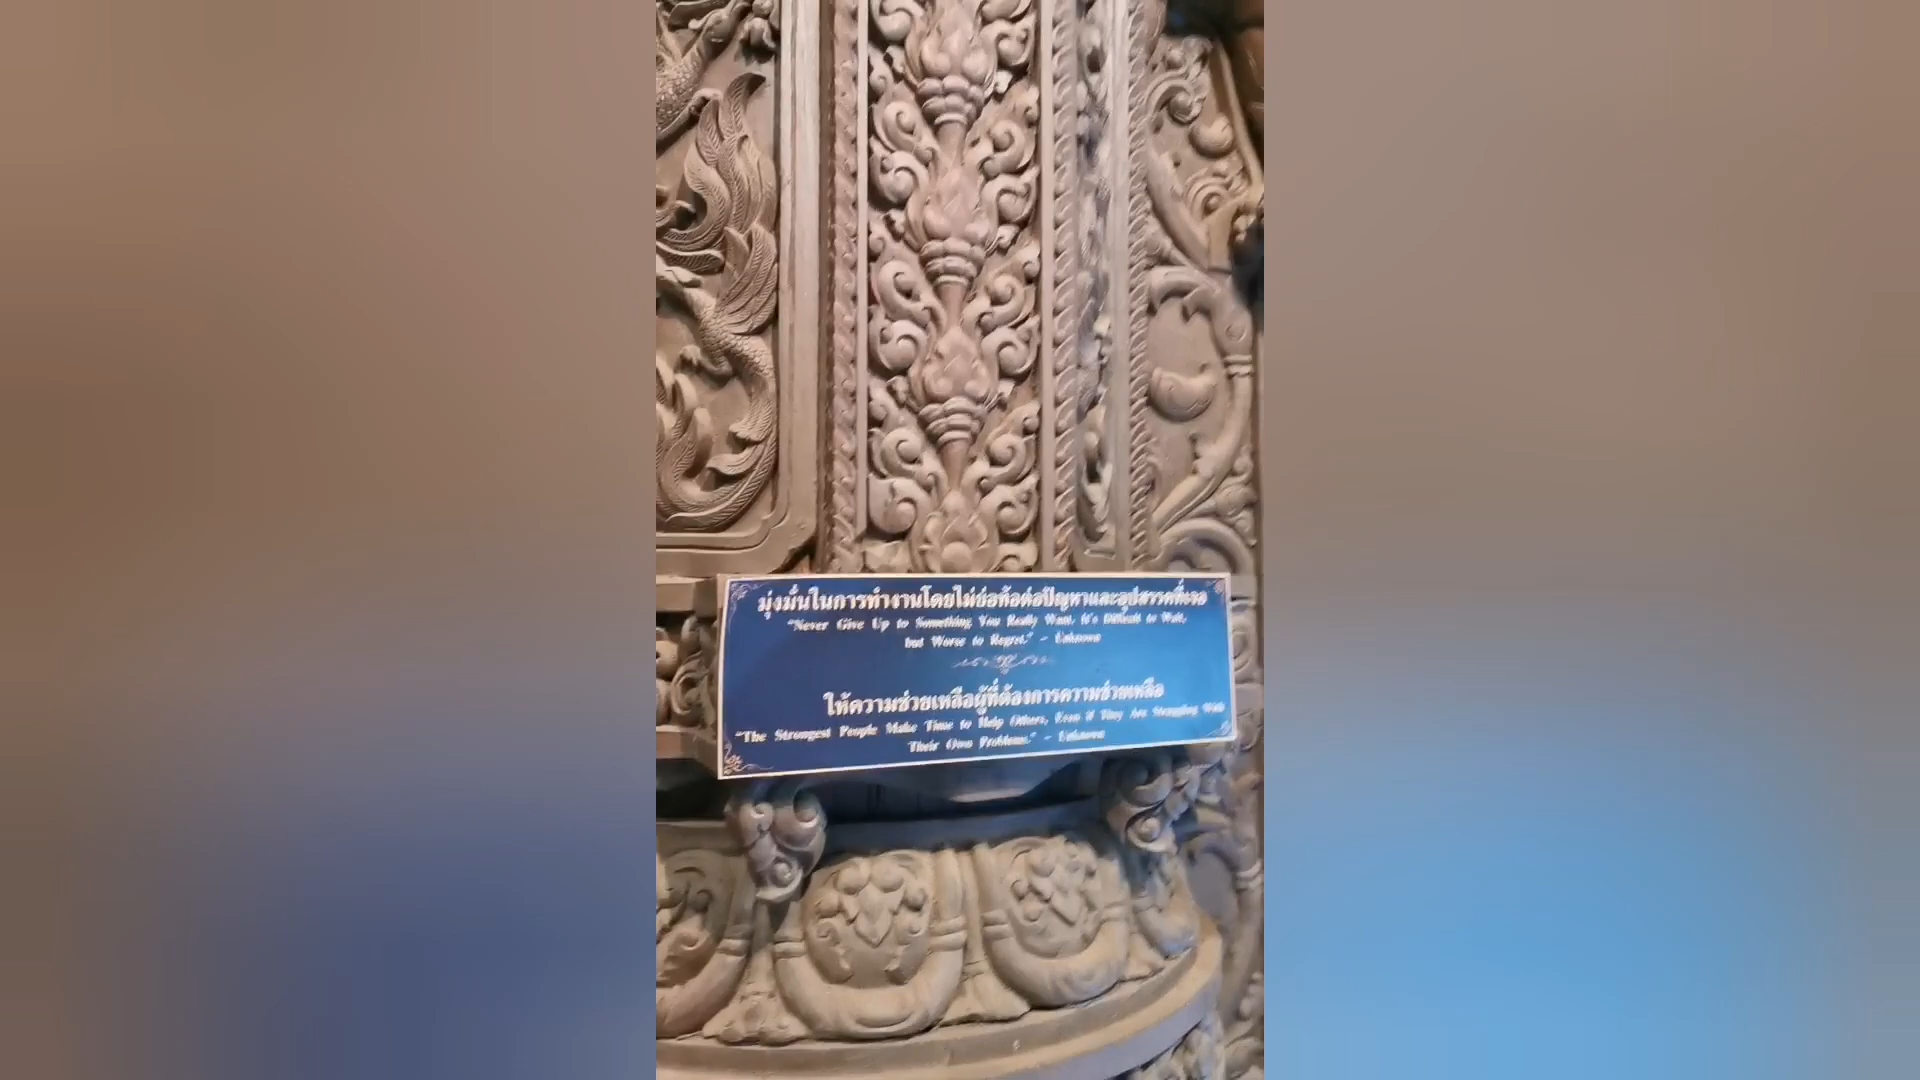 มุ่งมั่นในการทำงานโดยไม่ย่อท้อต่อปัญหาและอุปสรรคที่เจอ
"Never Give Up to Something You Really Want, It's Difficult to Wait,
but Worse to Regret." ~ Unknown
ให้ความช่วยเหลือผู้ที่ต้องการความช่วยเหลือ
"The Strongest People Make Time to Help Others, Even if They Are Struggling With
Their Own Problems." ~ Unknown